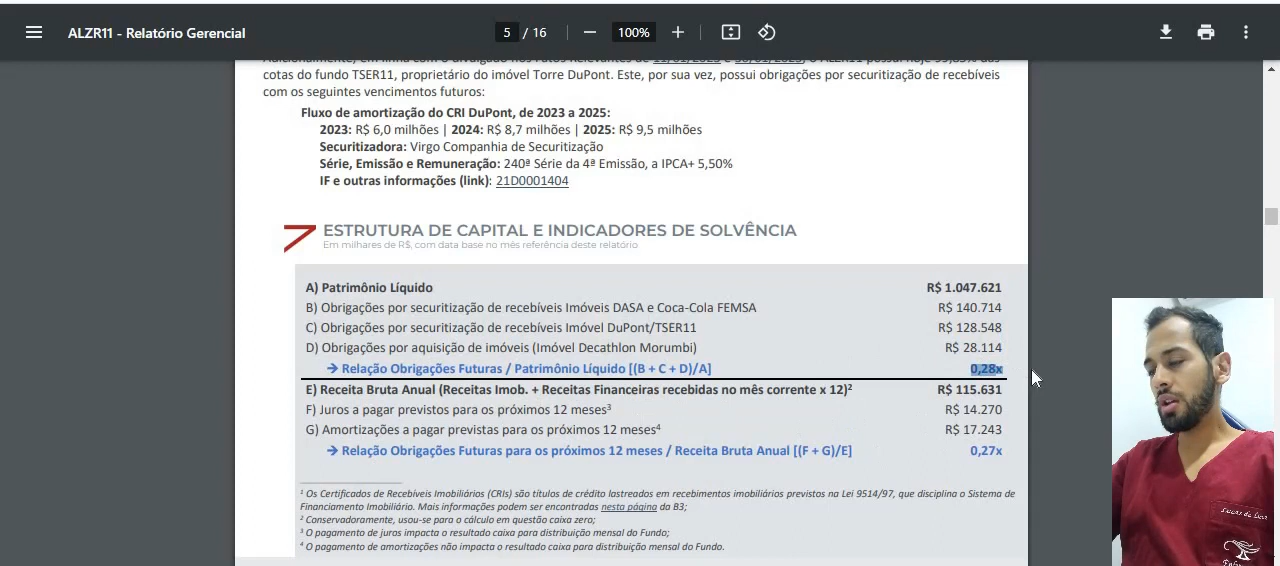 ALZR11 - Relatório Gerencial
5 / 16
100%
cotas do fundo TSER11, proprietário do imóvel Torre DuPont. Este, por sua vez, possui obrigações por securitização de recebíveis
com os seguintes vencimentos futuros:
Fluxo de amortização do CRI DuPont, de 2023 a 2025:
2023: R$ 6,0 milhões | 2024: R$ 8,7 milhões | 2025: R$ 9,5 milhões
Securitizadora: Virgo Companhia de Securitização
Série, Emissão e Remuneração: 240ª Série da 4ª Emissão, a IPCA+ 5,50%
IF e outras informações (link): 21D0001404
7 ESTRUTURA DE CAPITAL E INDICADORES DE SOLVÊNCIA
Em milhares de R$, com data base no mês referência deste relatório
A) Patrimônio Líquido R$ 1.047.621
B) Obrigações por securitização de recebíveis Imóveis DASA e Coca-Cola FEMSA R$ 140.714
C) Obrigações por securitização de recebíveis Imóvel DuPont/TSER11 R$ 128.548
D) Obrigações por aquisição de imóveis (Imóvel Decathlon Morumbi) R$ 28.114
→ Relação Obrigações Futuras / Patrimônio Líquido [(B + C + D)/A] 0,28x
E) Receita Bruta Anual (Receitas Imob. + Receitas Financeiras recebidas no mês corrente x 12)² R$ 115.631
F) Juros a pagar previstos para os próximos 12 meses³ R$ 14.270
G) Amortizações a pagar previstas para os próximos 12 meses⁴ R$ 17.243
→ Relação Obrigações Futuras para os próximos 12 meses / Receita Bruta Anual [(F + G)/E] 0,27x
¹ Os Certificados de Recebíveis Imobiliários (CRIs) são títulos de crédito lastreados em recebimentos imobiliários previstos na Lei 9514/97, que disciplina o Sistema de
Financiamento Imobiliário. Mais informações podem ser encontradas nesta página da B3;
² Conservadoramente, usou-se para o cálculo em questão caixa zero;
³ O pagamento de juros impacta o resultado caixa para distribuição mensal do Fundo;
⁴ O pagamento de amortizações não impacta o resultado caixa para distribuição mensal do Fundo.